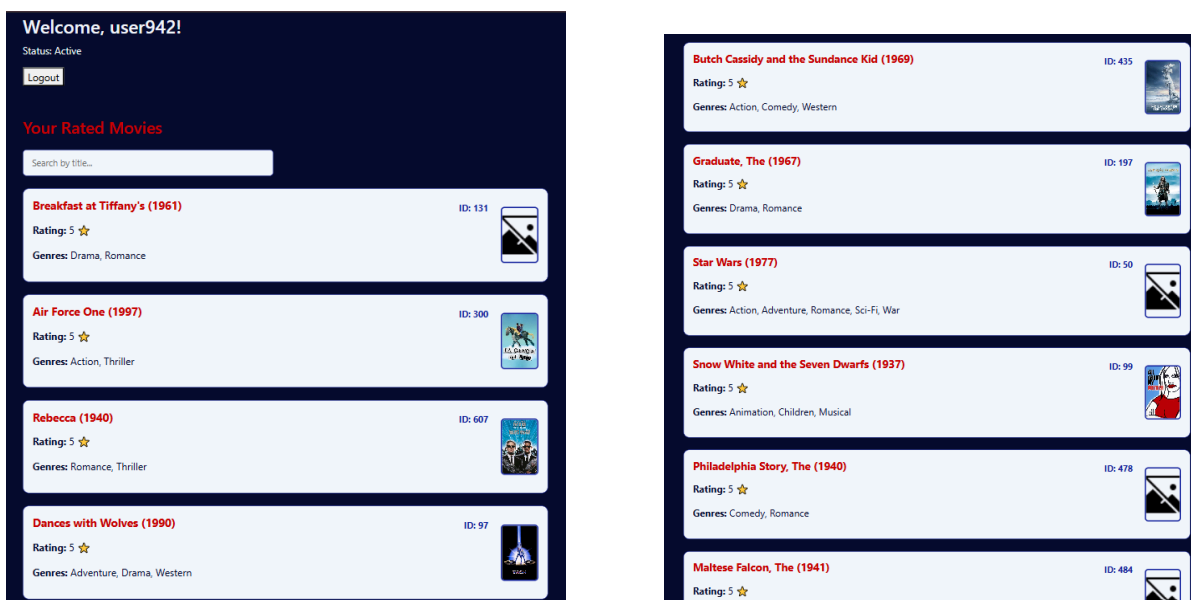 Welcome, user942!
Status: Active
Logout
Your Rated Movies
Search by title...
Breakfast at Tiffany's (1961)
ID: 131
Rating: 5 ⭐
Genres: Drama, Romance
Air Force One (1997)
ID: 300
Rating: 5 ⭐
Genres: Action, Thriller
Rebecca (1940)
ID: 607
Rating: 5 ⭐
Genres: Romance, Thriller
Dances with Wolves (1990)
ID: 97
Rating: 5 ⭐
Genres: Adventure, Drama, Western
Butch Cassidy and the Sundance Kid (1969)
ID: 435
Rating: 5 ⭐
Genres: Action, Comedy, Western
Graduate, The (1967)
ID: 197
Rating: 5 ⭐
Genres: Drama, Romance
Star Wars (1977)
ID: 50
Rating: 5 ⭐
Genres: Action, Adventure, Romance, Sci-Fi, War
Snow White and the Seven Dwarfs (1937)
ID: 99
Rating: 5 ⭐
Genres: Animation, Children, Musical
Philadelphia Story, The (1940)
ID: 478
Rating: 5 ⭐
Genres: Comedy, Romance
Maltese Falcon, The (1941)
ID: 484
Rating: 5 ⭐